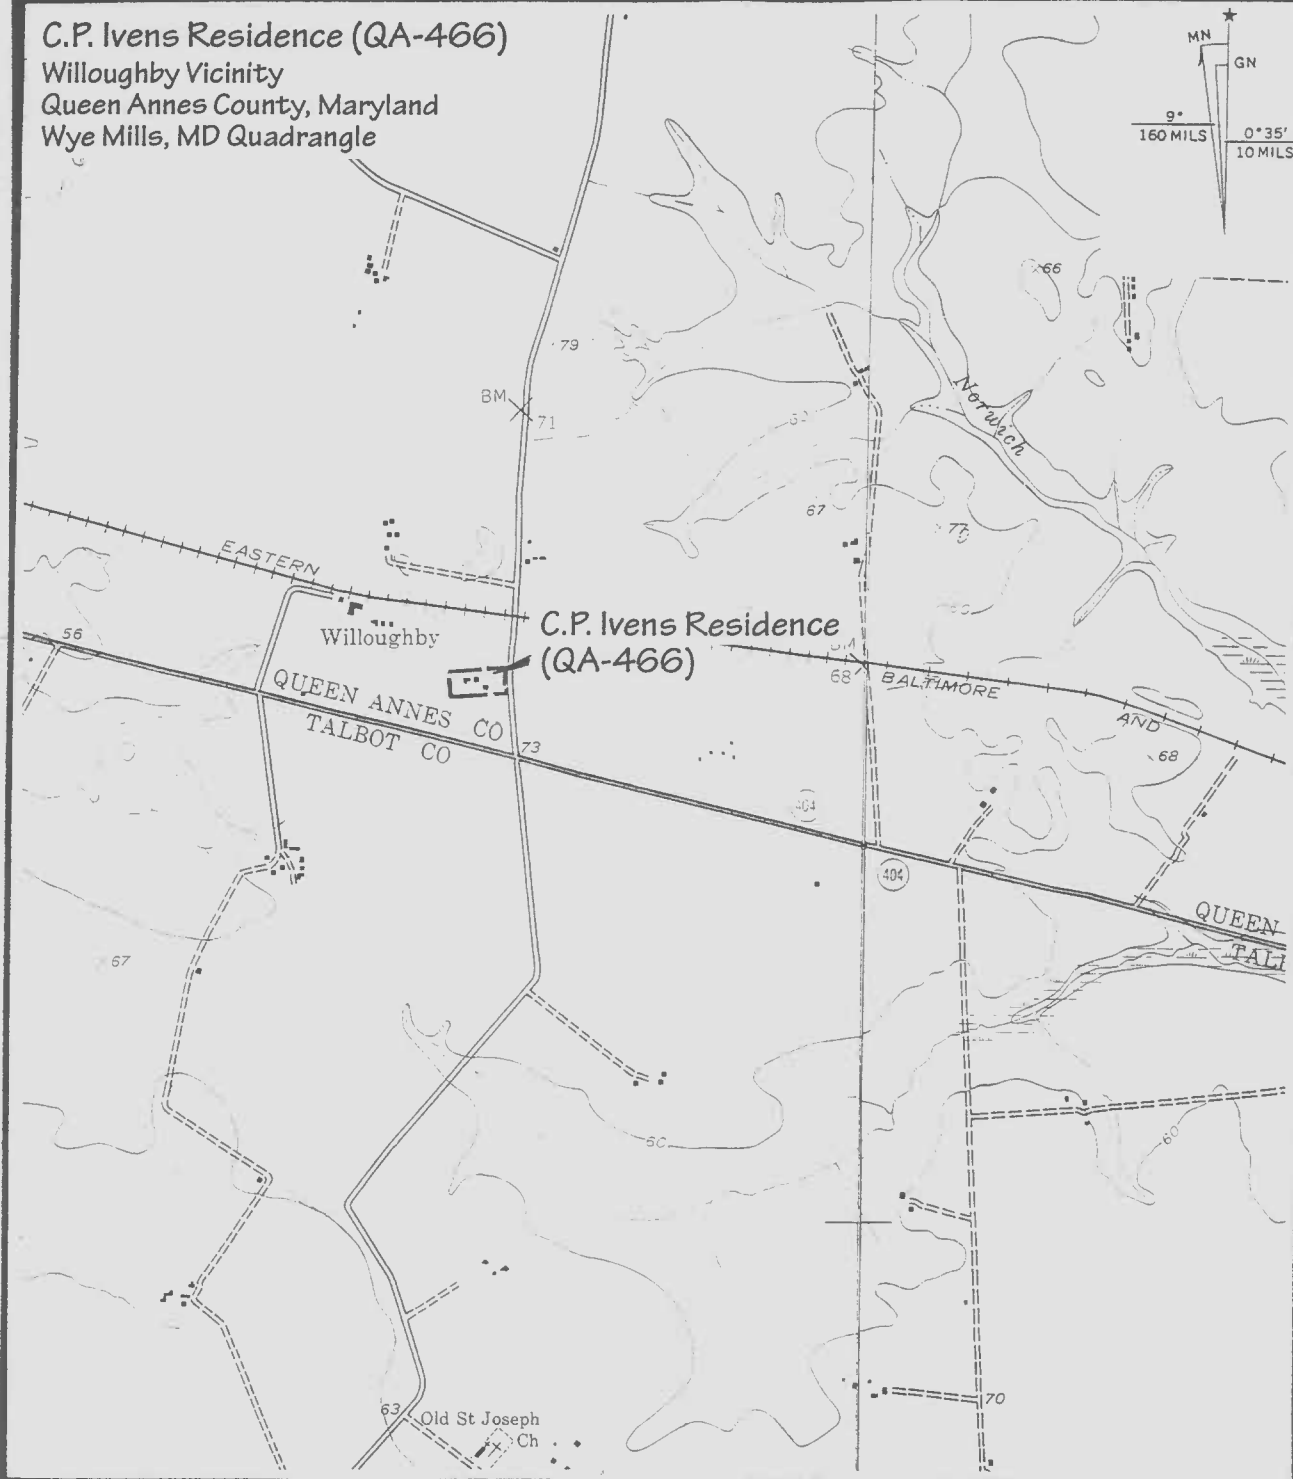 C.P. Ivens Residence (QA-466)
Willoughby Vicinity
Queen Annes County, Maryland
Wye Mills, MD Quadrangle
MN
GN
9°
160 MILS
0°35'
10 MILS
66
79
BM
71
Norwich
67
77
EASTERN
Willoughby
C.P. Ivens Residence
(QA-466)
56
68
BALTIMORE
AND
68
QUEEN ANNES CO
TALBOT CO
73
404
404
QUEEN
TAL
67
60
60
70
63
Old St Joseph
Ch